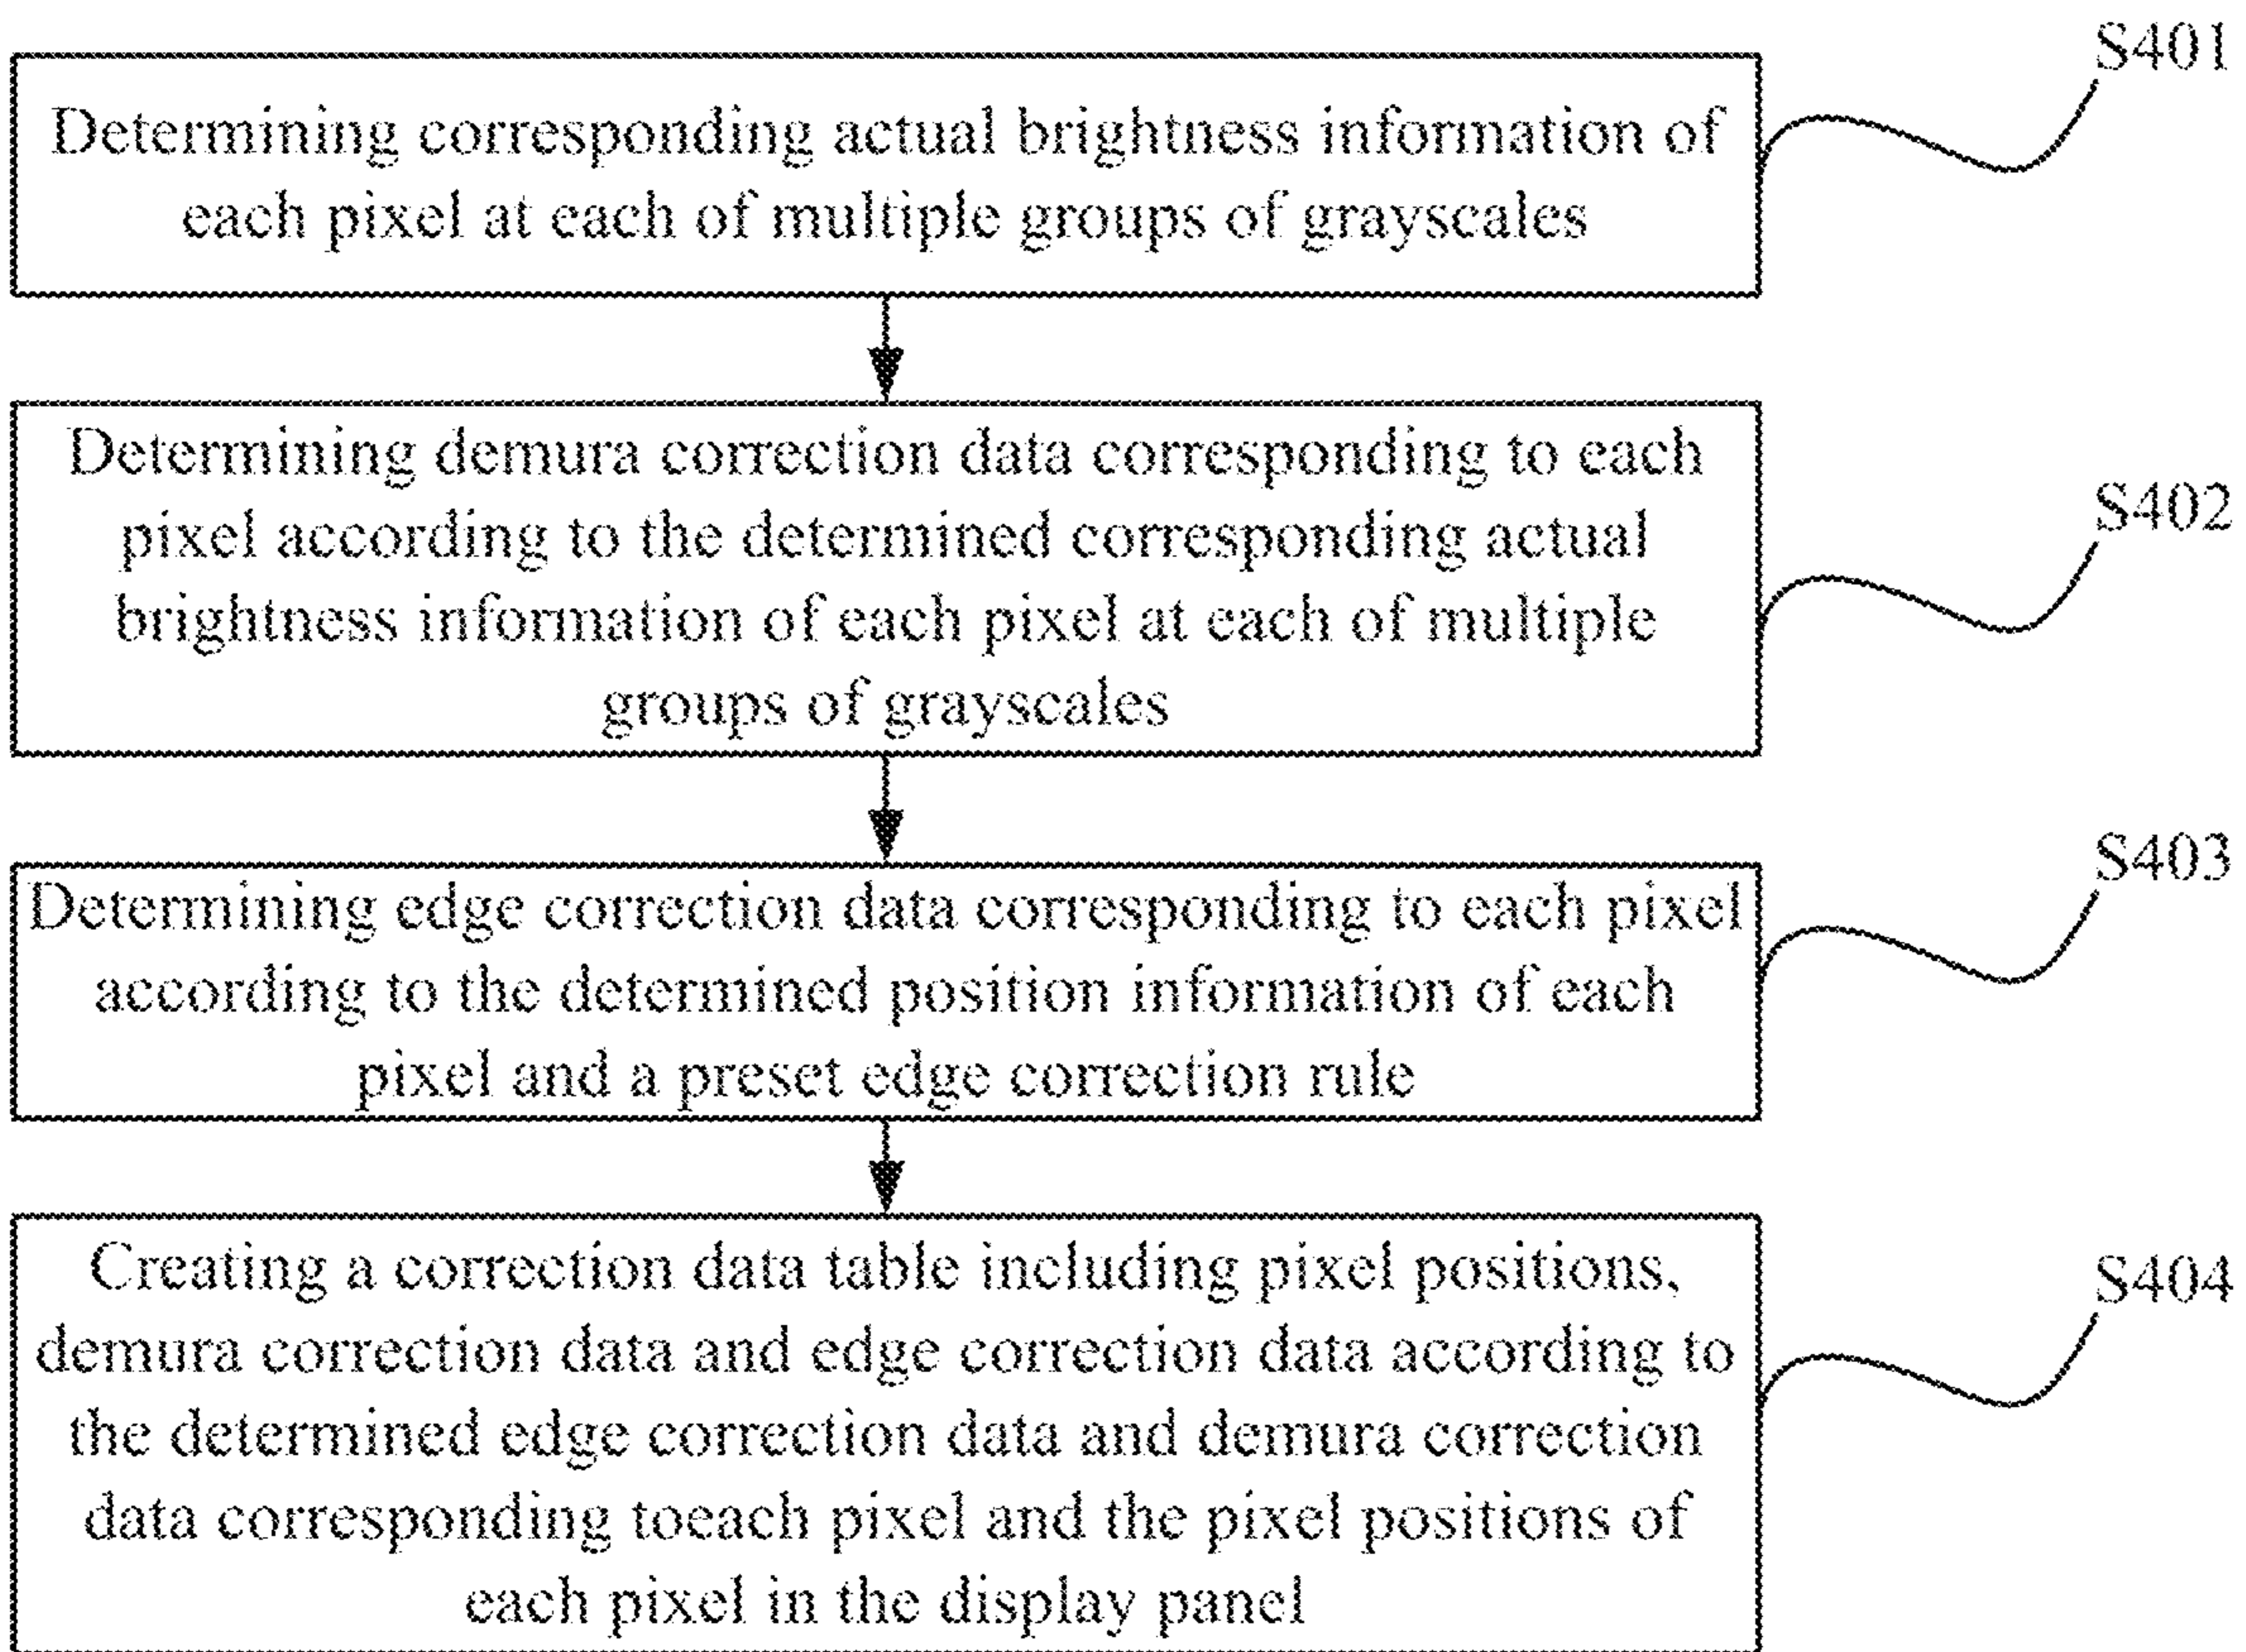 S401
Determining corresponding actual brightness information of
each pixel at each of multiple groups of grayscales
S402
Determining demura correction data corresponding to each
pixel according to the determined corresponding actual
brightness information of each pixel at each of multiple
groups of grayscales
S403
Determining edge correction data corresponding to each pixel
according to the determined position information of each
pixel and a preset edge correction rule
S404
Creating a correction data table including pixel positions,
demura correction data and edge correction data according to
the determined edge correction data and demura correction
data corresponding toeach pixel and the pixel positions of
each pixel in the display panel